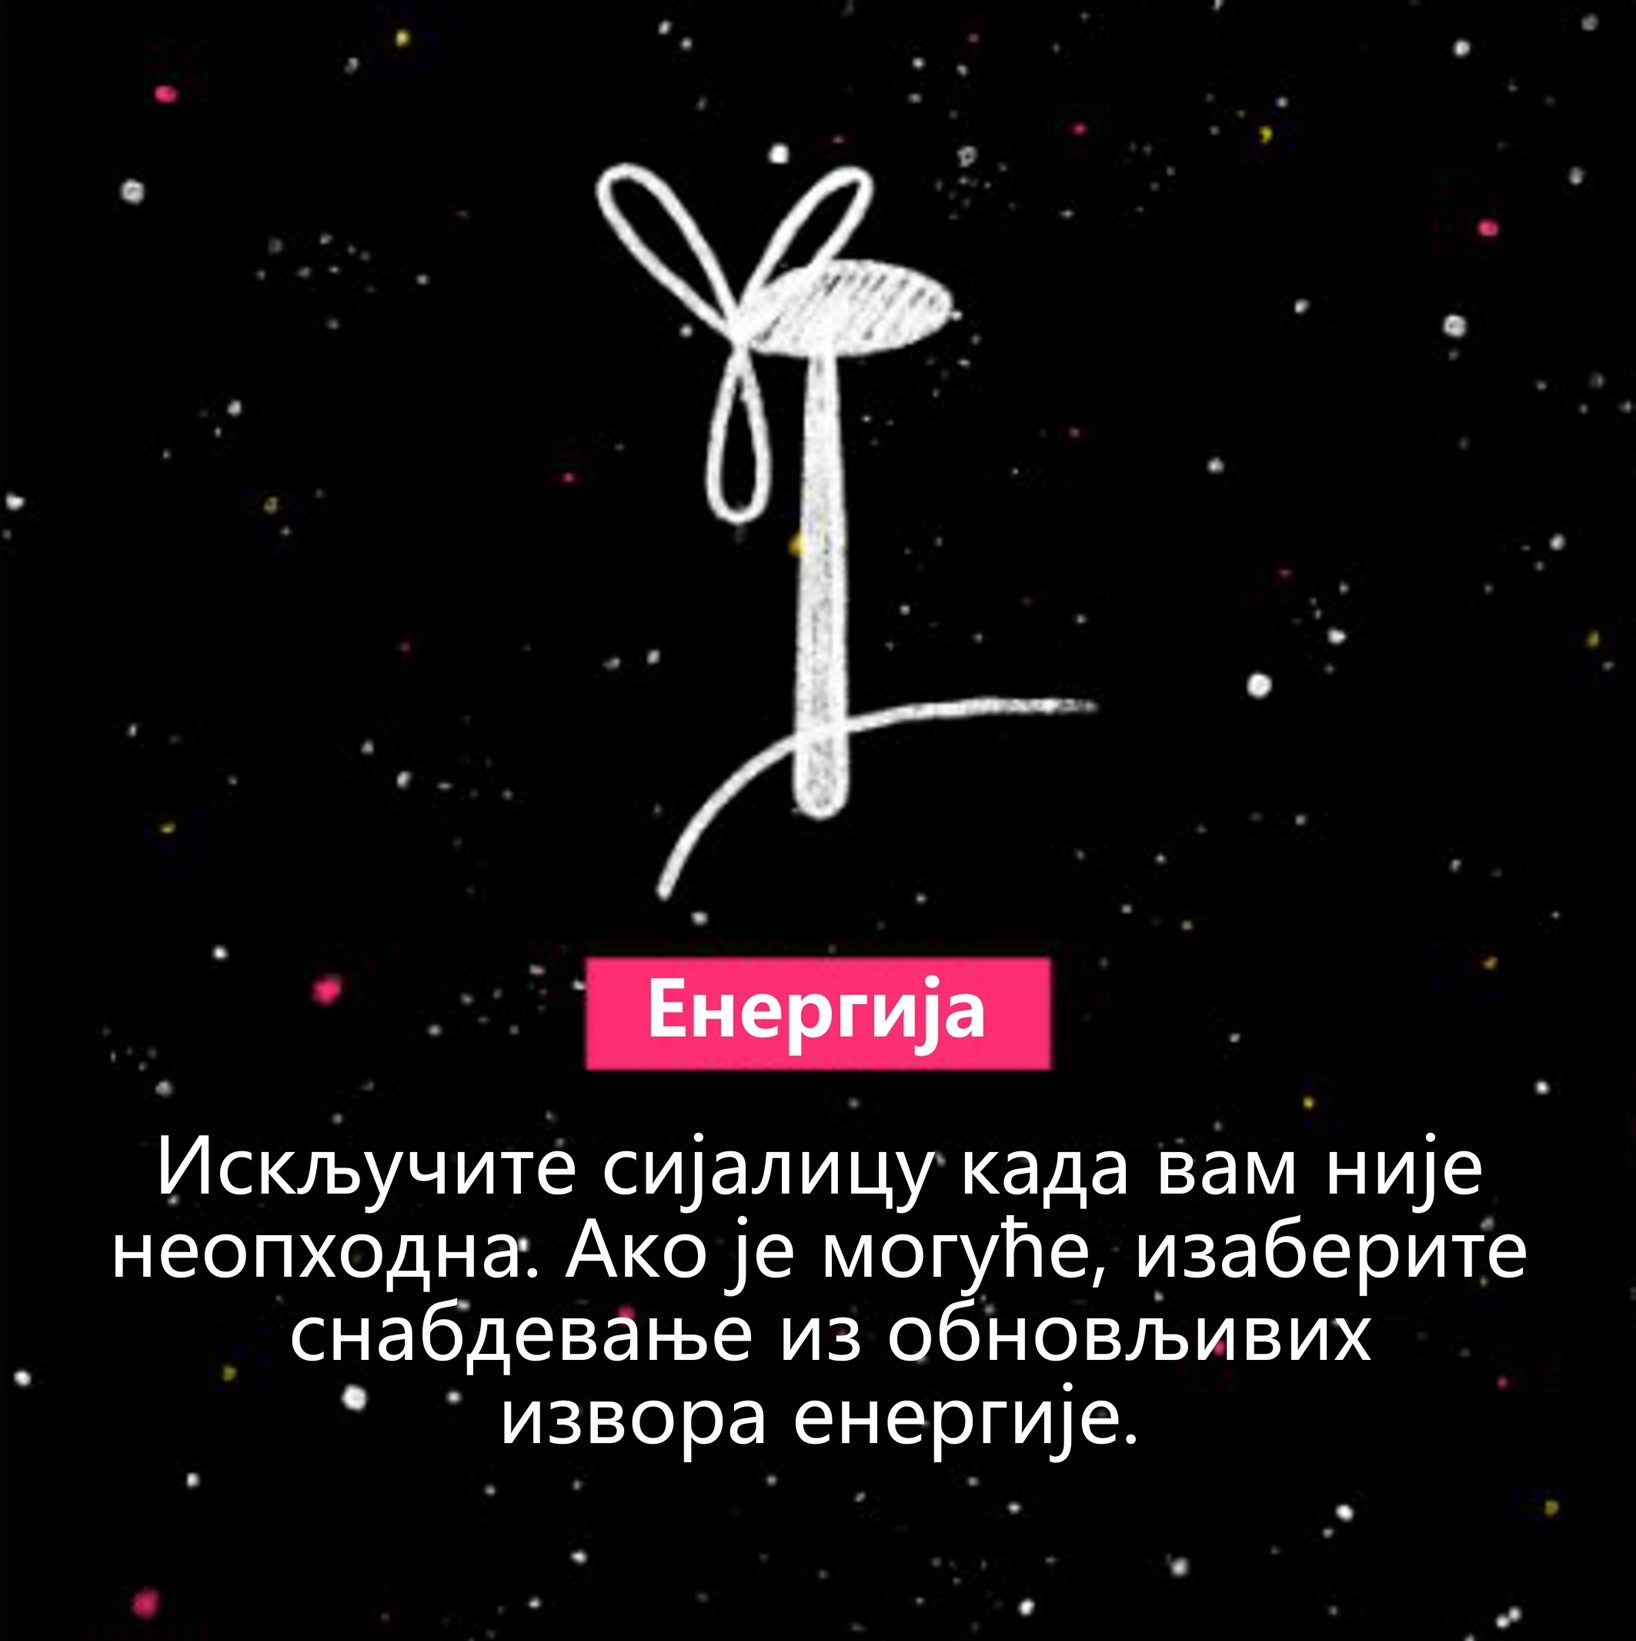 Енергија
Искључите сијалицу када вам није
неопходна. Ако је могуће, изаберите
снабдевање из обновљивих
извора енергије.